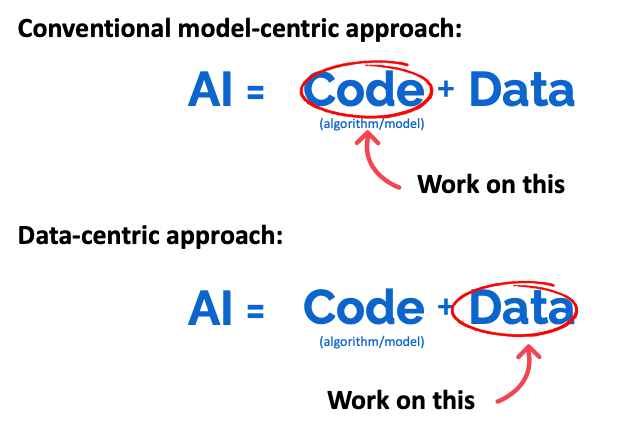 Conventional model-centric approach:
AI = Code + Data
(algorithm/model)
Work on this
Data-centric approach:
AI = Code + Data
(algorithm/model)
Work on this